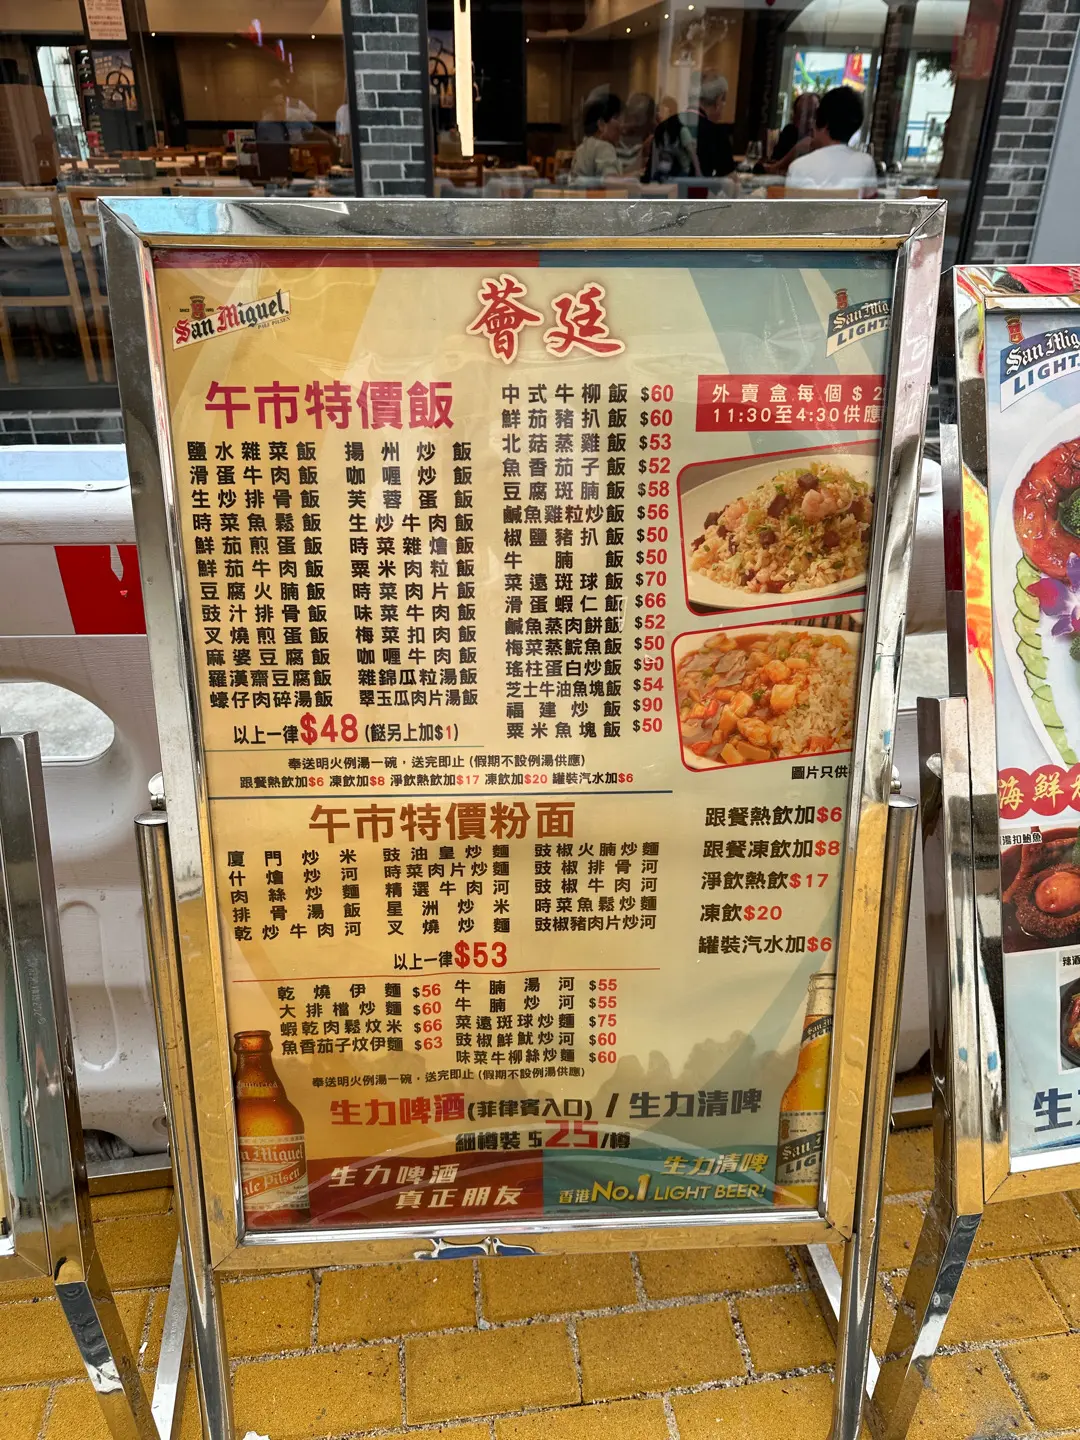 San Miguel
PALE PILSEN
薈廷
San Mig
LIGHT
午市特價飯
鹽水雜菜飯 揚州炒飯
滑蛋牛肉飯 咖喱炒飯
生炒排骨飯 芙蓉蛋飯
時菜魚鬆飯 生炒牛肉飯
鮮茄煎蛋飯 時菜雜燴飯
鮮茄牛肉飯 粟米肉粒飯
豆腐火腩飯 時菜肉片飯
豉汁排骨飯 味菜牛肉飯
叉燒煎蛋飯 梅菜扣肉飯
麻婆豆腐飯 咖喱牛肉飯
羅漢齋豆腐飯 雜錦瓜粒湯飯
蠔仔肉碎湯飯 翠玉瓜肉片湯飯
以上一律$48 (餸另上加$1)
中式牛柳飯 $60
鮮茄豬扒飯 $60
北菇蒸雞飯 $53
魚香茄子飯 $52
豆腐斑腩飯 $58
鹹魚雞粒炒飯 $56
椒鹽豬扒飯 $50
牛腩飯 $50
菜遠斑球飯 $70
滑蛋蝦仁飯 $66
鹹魚蒸肉餅飯 $52
梅菜蒸鯇魚飯 $50
瑤柱蛋白炒飯 $90
芝士牛油魚塊飯 $54
福建炒飯 $90
粟米魚塊飯 $50
外賣盒每個$2
11:30至4:30供應
圖片只供
奉送明火例湯一碗，送完即止 (假期不設例湯供應)
跟餐熱飲加$6 凍飲加$8 淨飲熱飲加$17 凍飲加$20 罐裝汽水加$6
午市特價粉面
廈門炒米 豉油皇炒麵 豉椒火腩炒麵
什燴炒河 時菜肉片炒麵 豉椒排骨河
肉絲炒麵 精選牛肉河 豉椒牛肉河
排骨湯飯 星洲炒米 時菜魚鬆炒麵
乾炒牛肉河 叉燒炒麵 豉椒豬肉片炒河
以上一律$53
跟餐熱飲加$6
跟餐凍飲加$8
淨飲熱飲$17
凍飲$20
罐裝汽水加$6
乾燒伊麵 $56 牛腩湯河 $55
大排檔炒麵 $60 牛腩炒河 $55
蝦乾肉鬆炆米 $66 菜遠斑球炒麵 $75
魚香茄子炆伊麵 $63 豉椒鮮魷炒河 $60
味菜牛柳絲炒麵 $60
奉送明火例湯一碗，送完即止 (假期不設例湯供應)
生力啤酒(菲律賓入口) / 生力清啤
細樽裝 $25/樽
生力啤酒
真正朋友
生力清啤
香港No.1 LIGHT BEER!
n Miguel
ale Pilsen
San M
LIG
San Mig
LIGHT
海鮮
湯扣鮑魚
辣酒
生